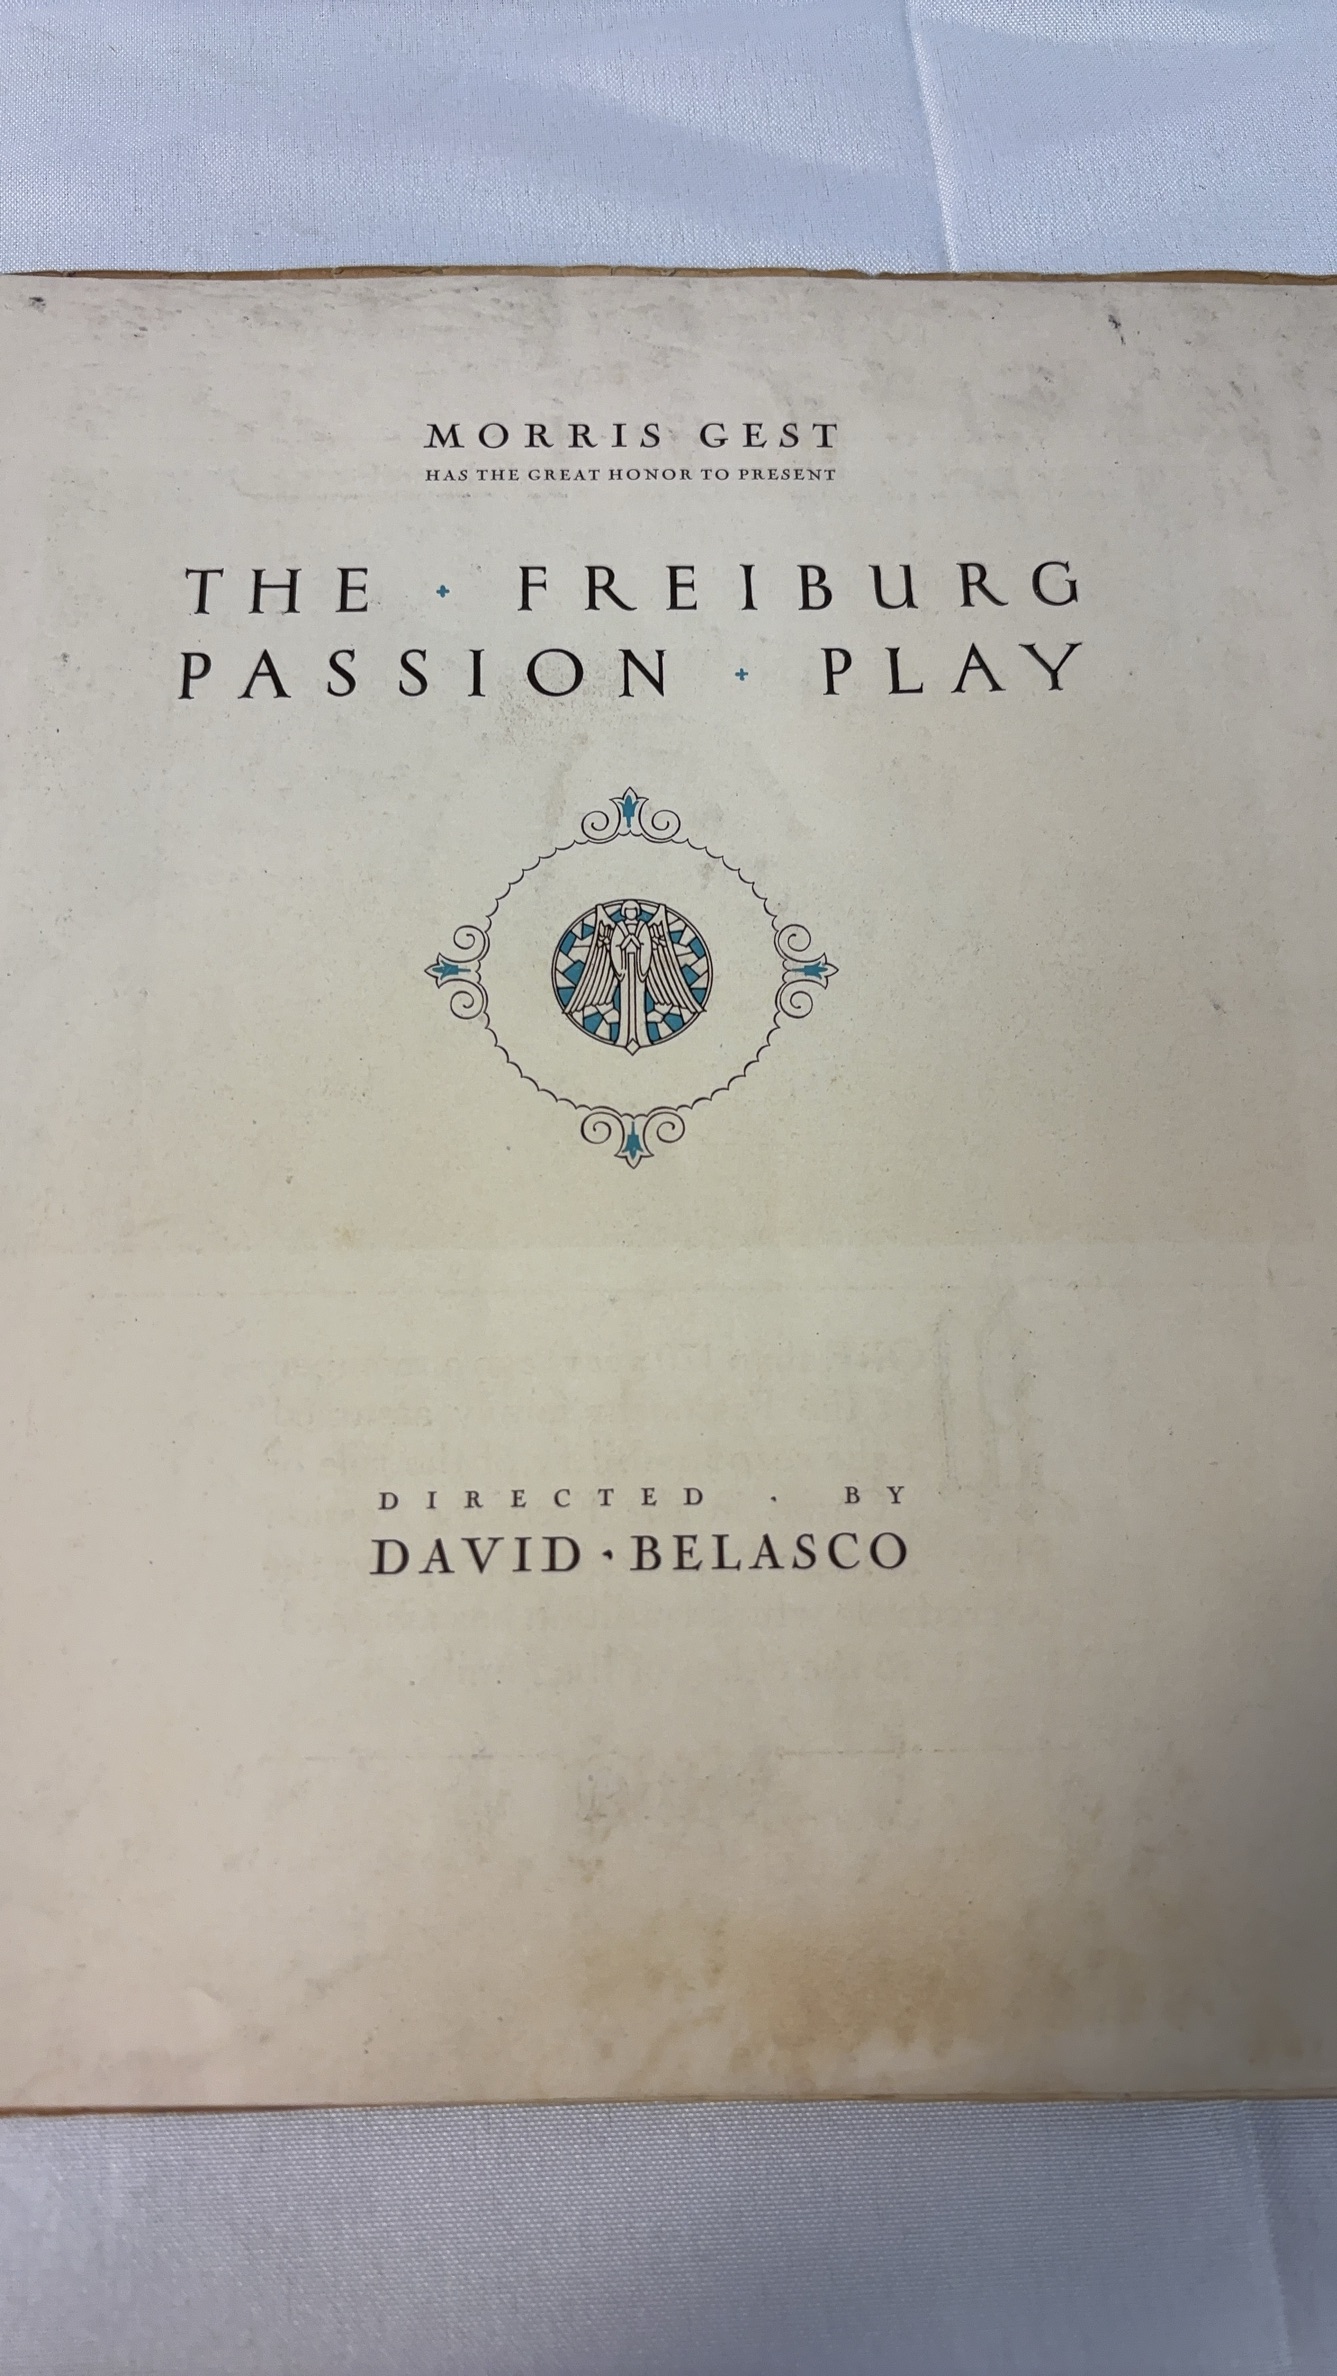 MORRIS GEST
HAS THE GREAT HONOR TO PRESENT
THE + FREIBURG
PASSION + PLAY
DIRECTED · BY
DAVID · BELASCO